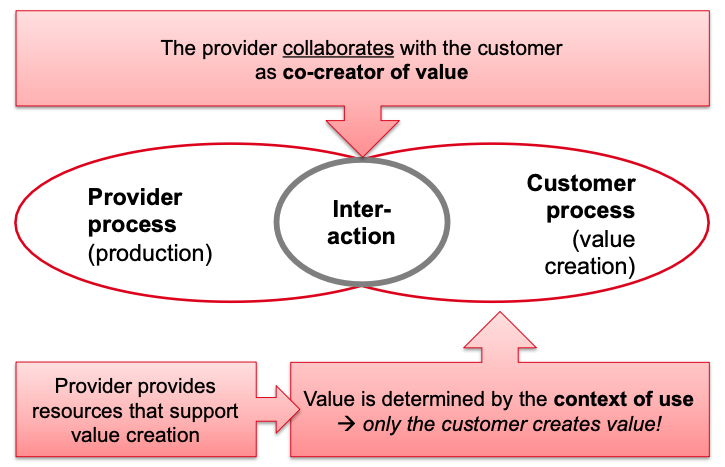 The provider collaborates with the customer
as co-creator of value
Provider
process
(production)
Inter-
action
Customer
process
(value
creation)
Provider provides
resources that support
value creation
Value is determined by the context of use
→ only the customer creates value!